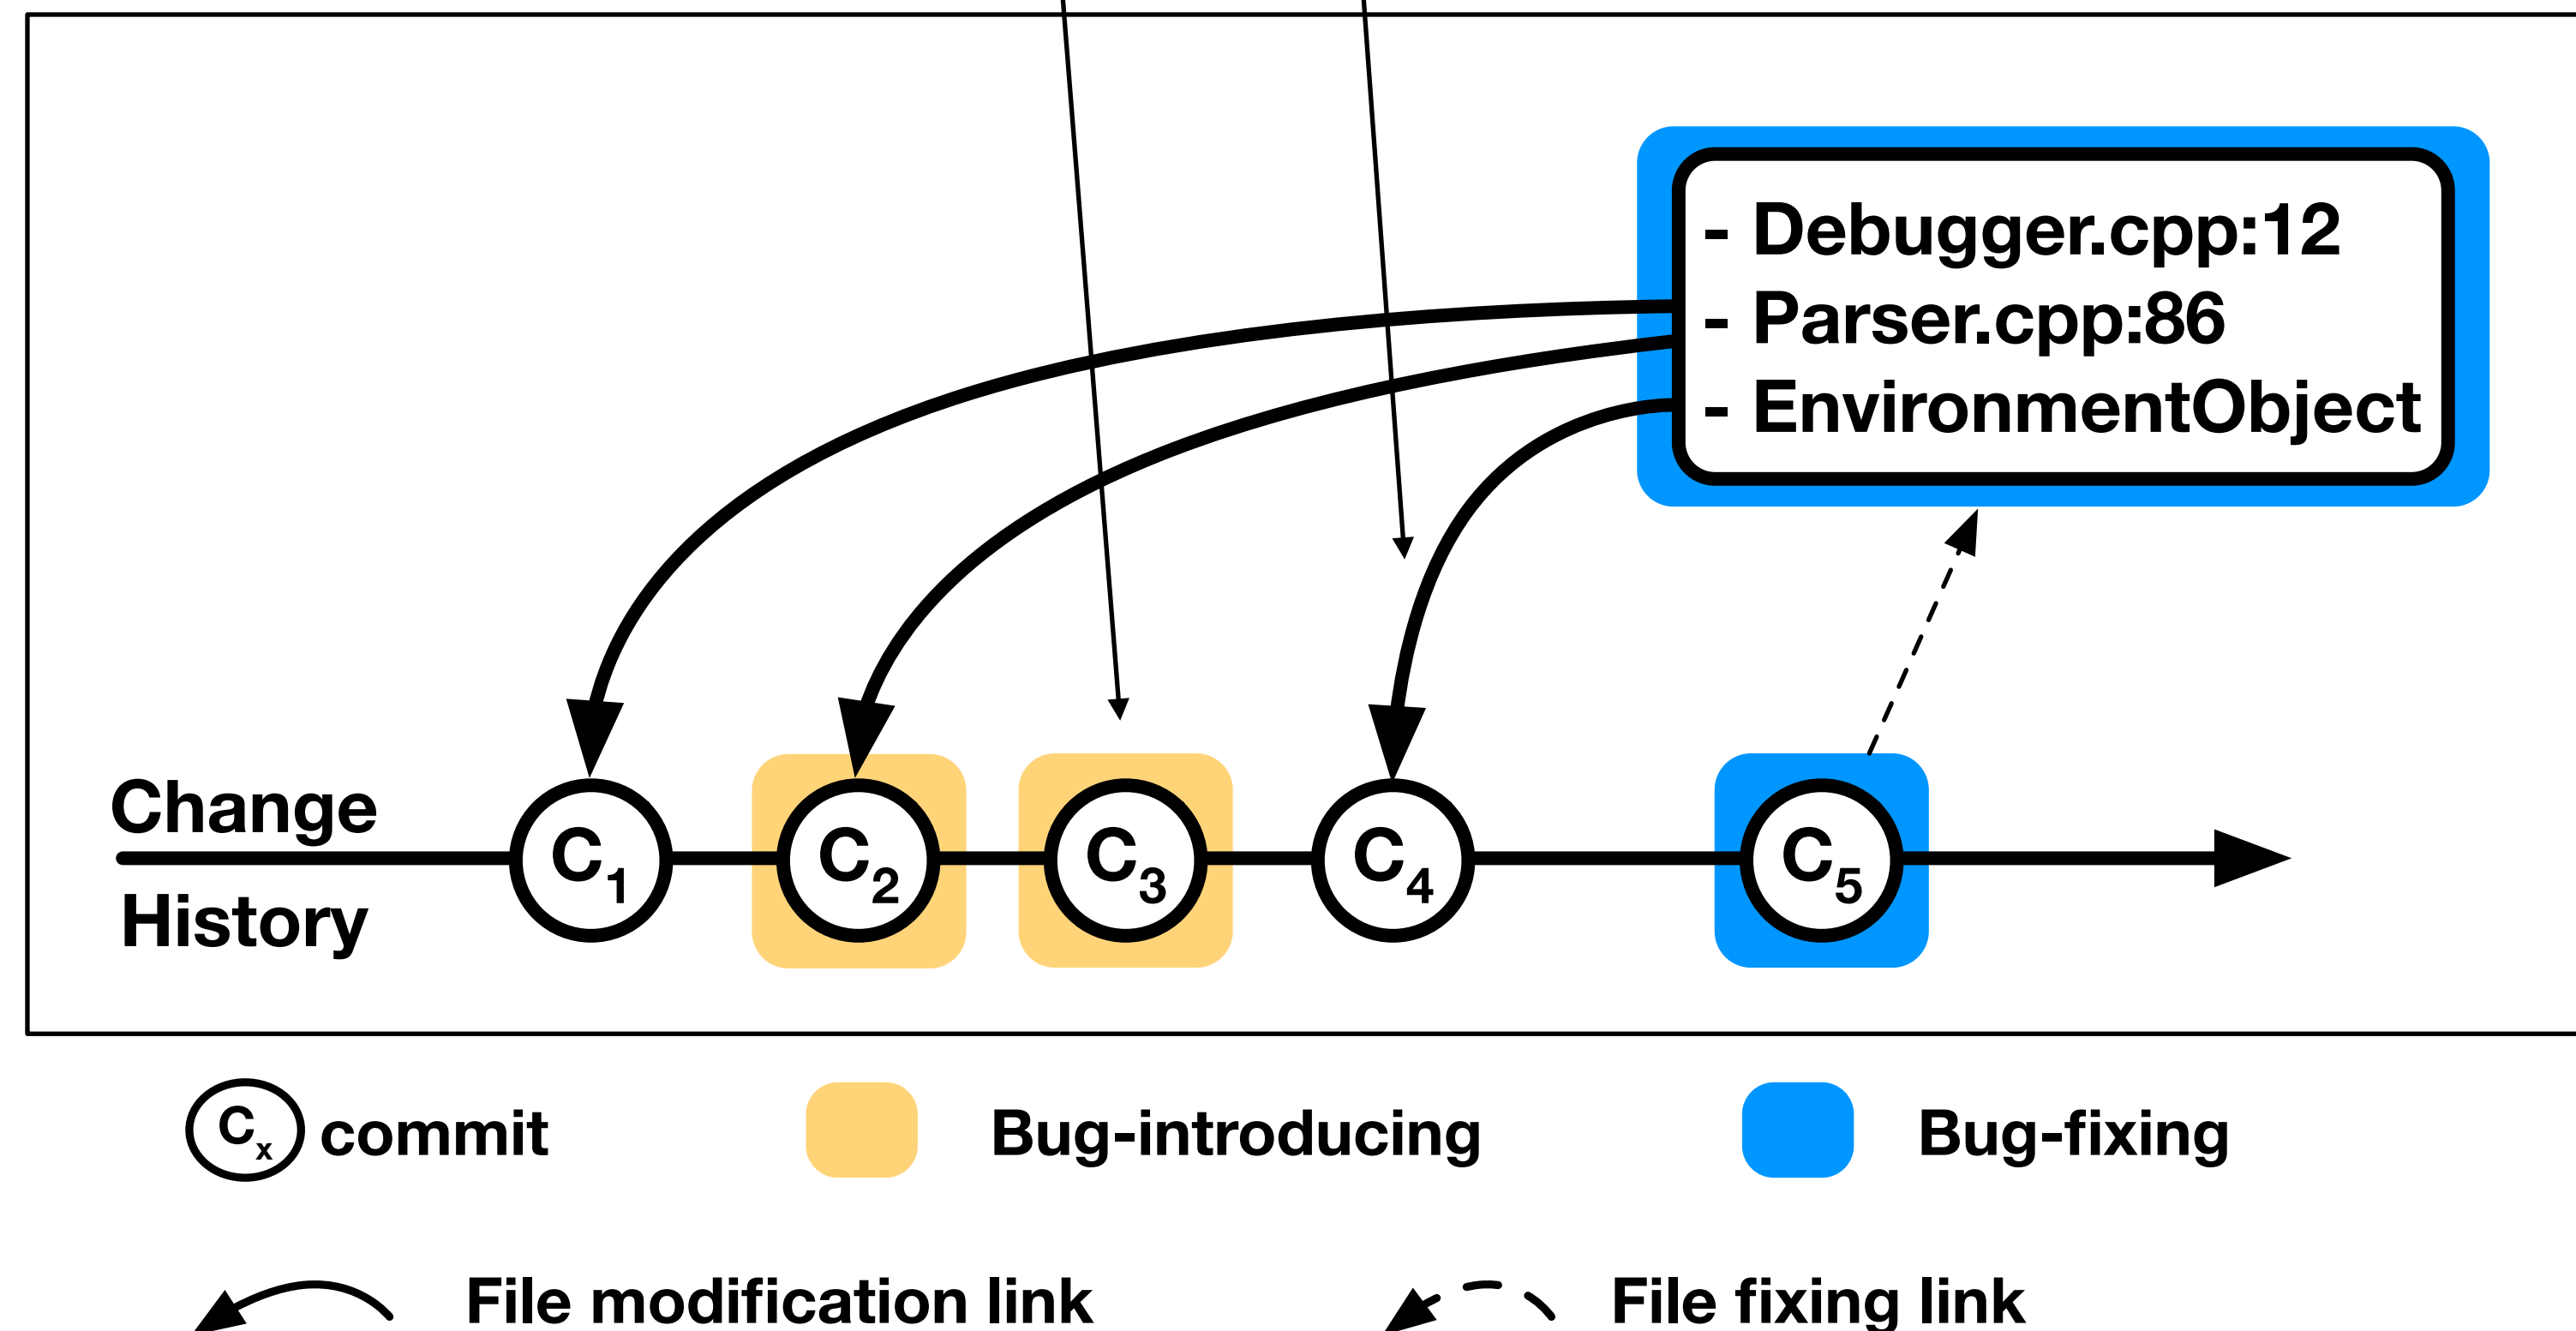 - Debugger.cpp:12
- Parser.cpp:86
- EnvironmentObject
Change
History
C1
C2
C3
C4
C5
Cx commit
Bug-introducing
Bug-fixing
File modification link
File fixing link